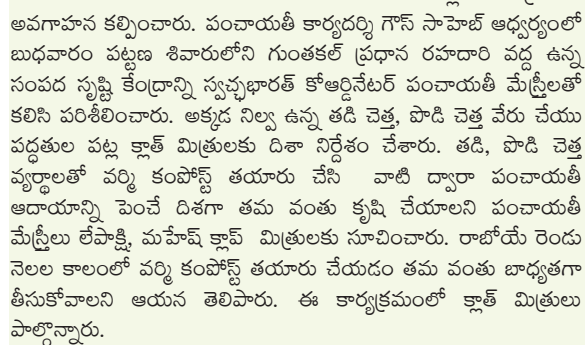 అవగాహన కల్పించారు. పంచాయతీ కార్యదర్శి గౌస్ సాహెబ్ ఆధ్వర్యంలో
బుధవారం పట్టణ శివారులోని గుంతకల్ ప్రధాన రహదారి వద్ద ఉన్న
సంపద సృష్టి కేంద్రాన్ని స్వచ్ఛభారత్ కోఆర్డినేటర్ పంచాయతీ మేస్త్రీలతో
కలిసి పరిశీలించారు. అక్కడ నిల్వ ఉన్న తడి చెత్త, పొడి చెత్త వేరు చేయు
పద్ధతుల పట్ల క్లాత్ మిత్రులకు దిశా నిర్దేశం చేశారు. తడి, పొడి చెత్త
వ్యర్థాలతో వర్మి కంపోస్ట్ తయారు చేసి వాటి ద్వారా పంచాయతీ
ఆదాయాన్ని పెంచే దిశగా తమ వంతు కృషి చేయాలని పంచాయతీ
మేస్త్రీలు లేపాక్షి, మహేష్ క్లాప్ మిత్రులకు సూచించారు. రాబోయే రెండు
నెలల కాలంలో వర్మి కంపోస్ట్ తయారు చేయడం తమ వంతు బాధ్యతగా
తీసుకోవాలని ఆయన తెలిపారు. ఈ కార్యక్రమంలో క్లాత్ మిత్రులు
పాల్గొన్నారు.